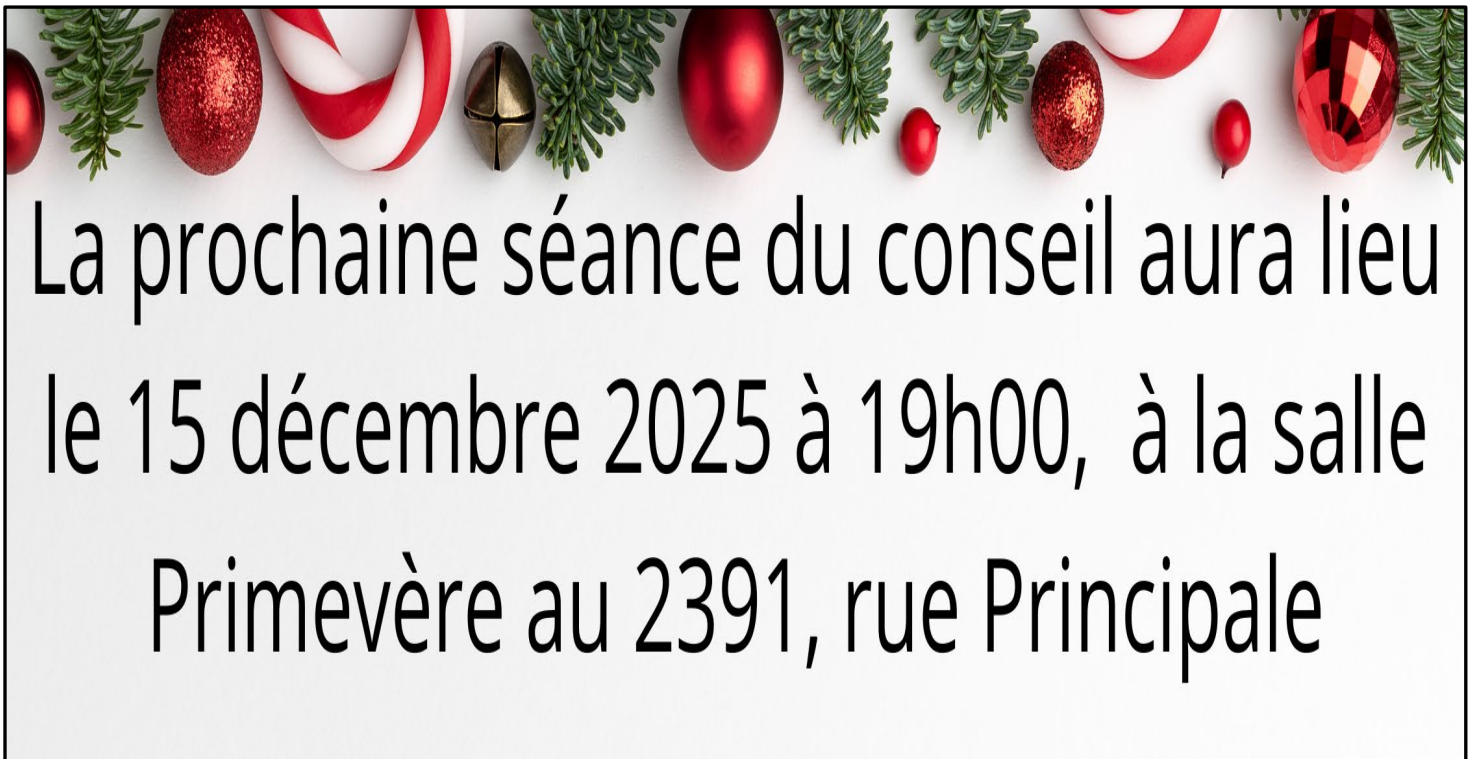 La prochaine séance du conseil aura lieu
le 15 décembre 2025 à 19h00,  à la salle
Primevère au 2391, rue Principale